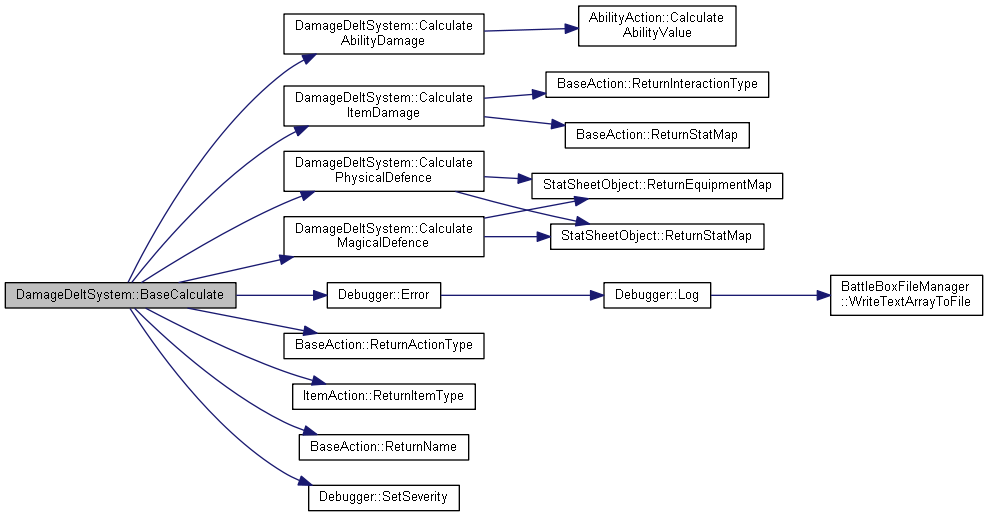 DamageDeltSystem::Calculate
AbilityDamage
AbilityAction::Calculate
AbilityValue
DamageDeltSystem::Calculate
ItemDamage
BaseAction::ReturnInteractionType
BaseAction::ReturnStatMap
DamageDeltSystem::Calculate
PhysicalDefence
StatSheetObject::ReturnEquipmentMap
DamageDeltSystem::Calculate
MagicalDefence
StatSheetObject::ReturnStatMap
DamageDeltSystem::BaseCalculate
Debugger::Error
Debugger::Log
BattleBoxFileManager
::WriteTextArrayToFile
BaseAction::ReturnActionType
ItemAction::ReturnItemType
BaseAction::ReturnName
Debugger::SetSeverity